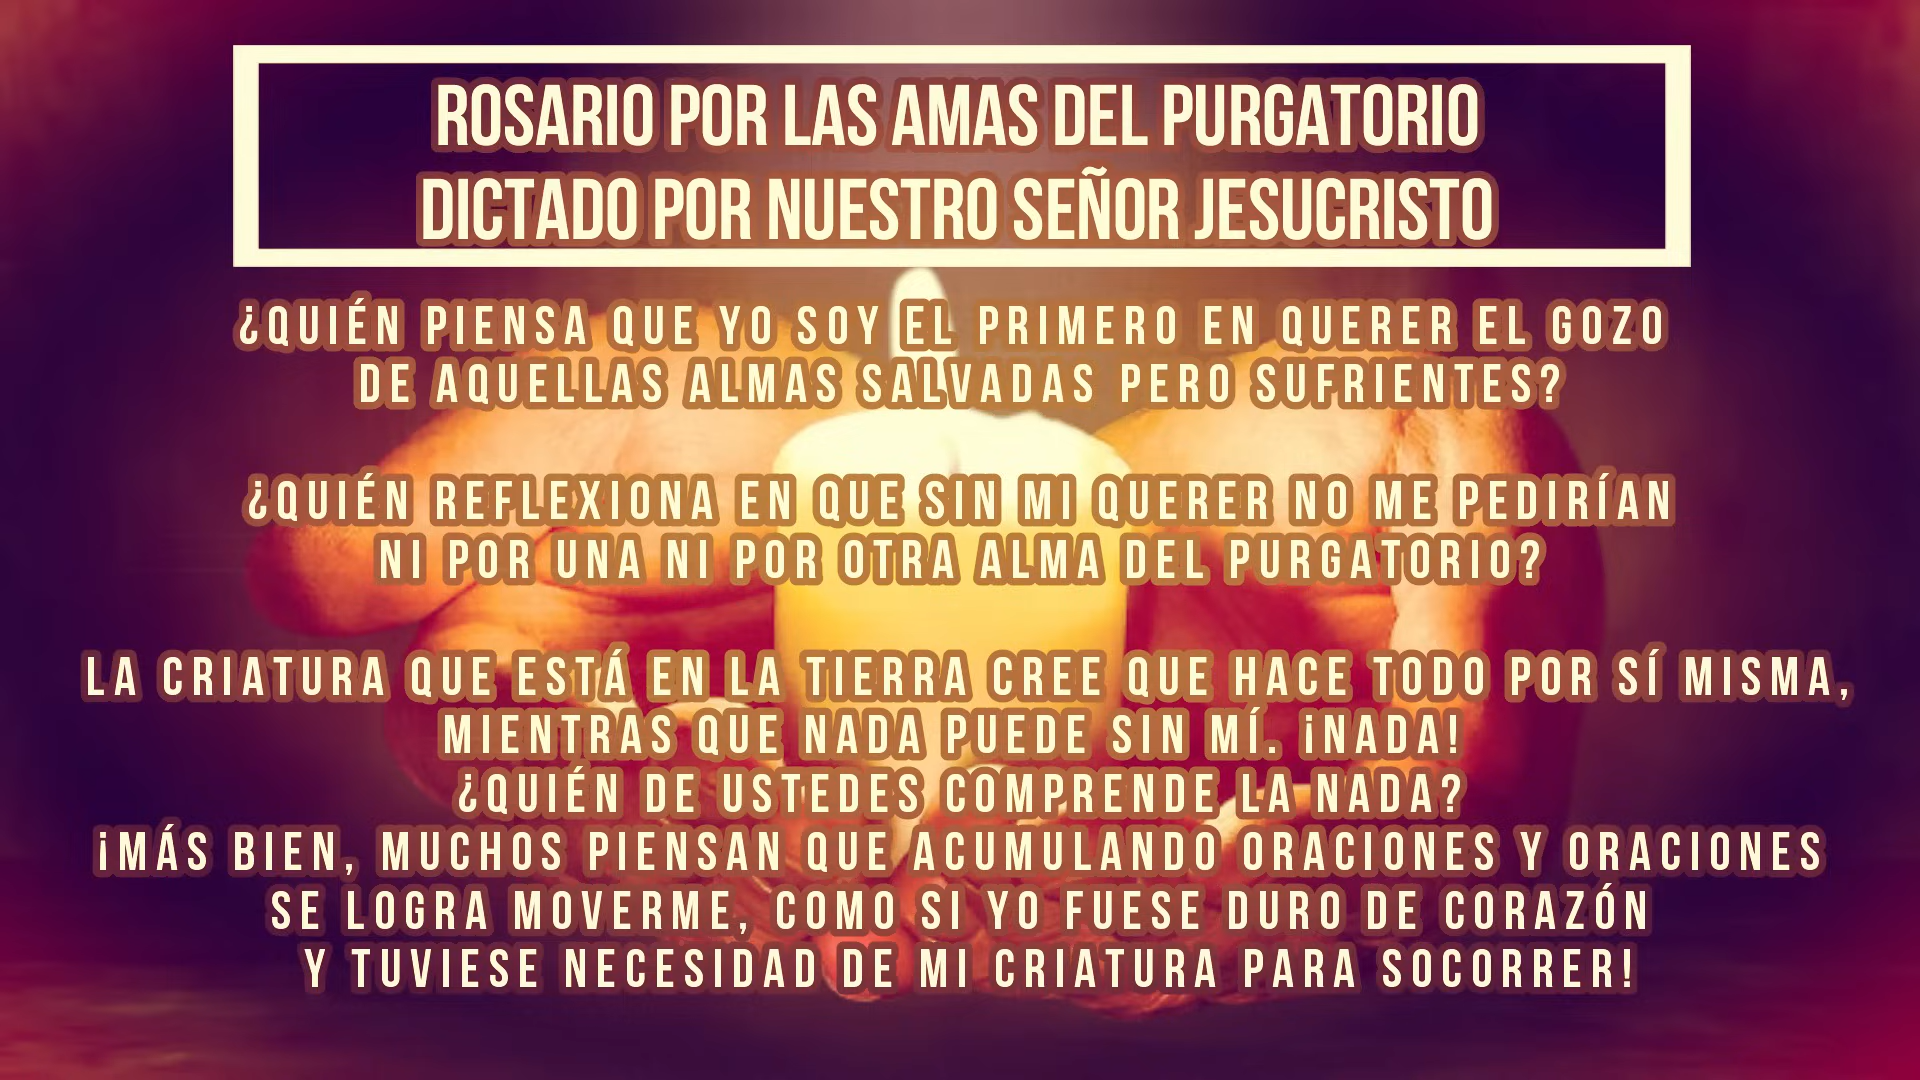 ROSARIO POR LAS AMAS DEL PURGATORIO
DICTADO POR NUESTRO SEÑOR JESUCRISTO
¿QUIÉN PIENSA QUE YO SOY EL PRIMERO EN QUERER EL GOZO
DE AQUELLAS ALMAS SALVADAS PERO SUFRIENTES?
¿QUIÉN REFLEXIONA EN QUE SIN MI QUERER NO ME PEDIRÍAN
NI POR UNA NI POR OTRA ALMA DEL PURGATORIO?
LA CRIATURA QUE ESTÁ EN LA TIERRA CREE QUE HACE TODO POR SÍ MISMA,
MIENTRAS QUE NADA PUEDE SIN MÍ. ¡NADA!
¿QUIÉN DE USTEDES COMPRENDE LA NADA?
¡MÁS BIEN, MUCHOS PIENSAN QUE ACUMULANDO ORACIONES Y ORACIONES
SE LOGRA MOVERME, COMO SI YO FUESE DURO DE CORAZÓN
Y TUVIESE NECESIDAD DE MI CRIATURA PARA SOCORRER!